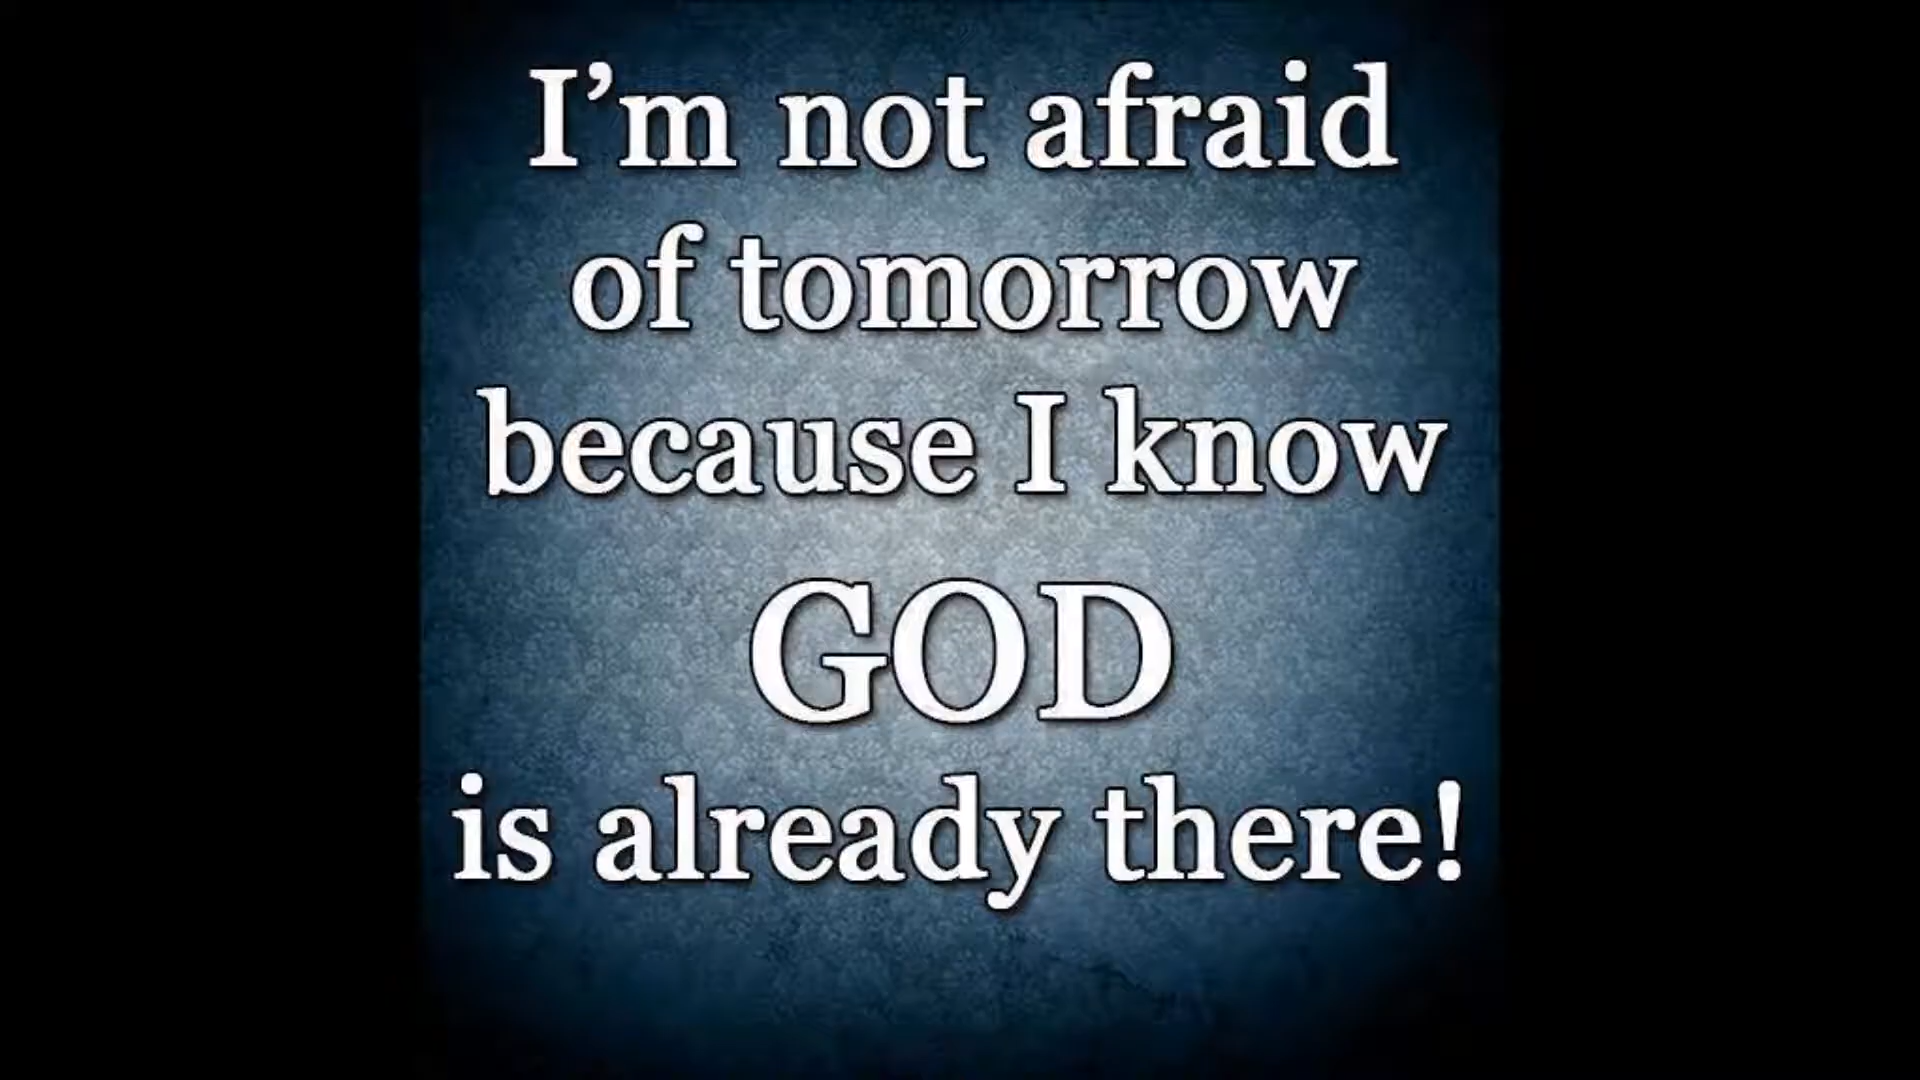 I’m not afraid
of tomorrow
because I know
GOD
is already there!